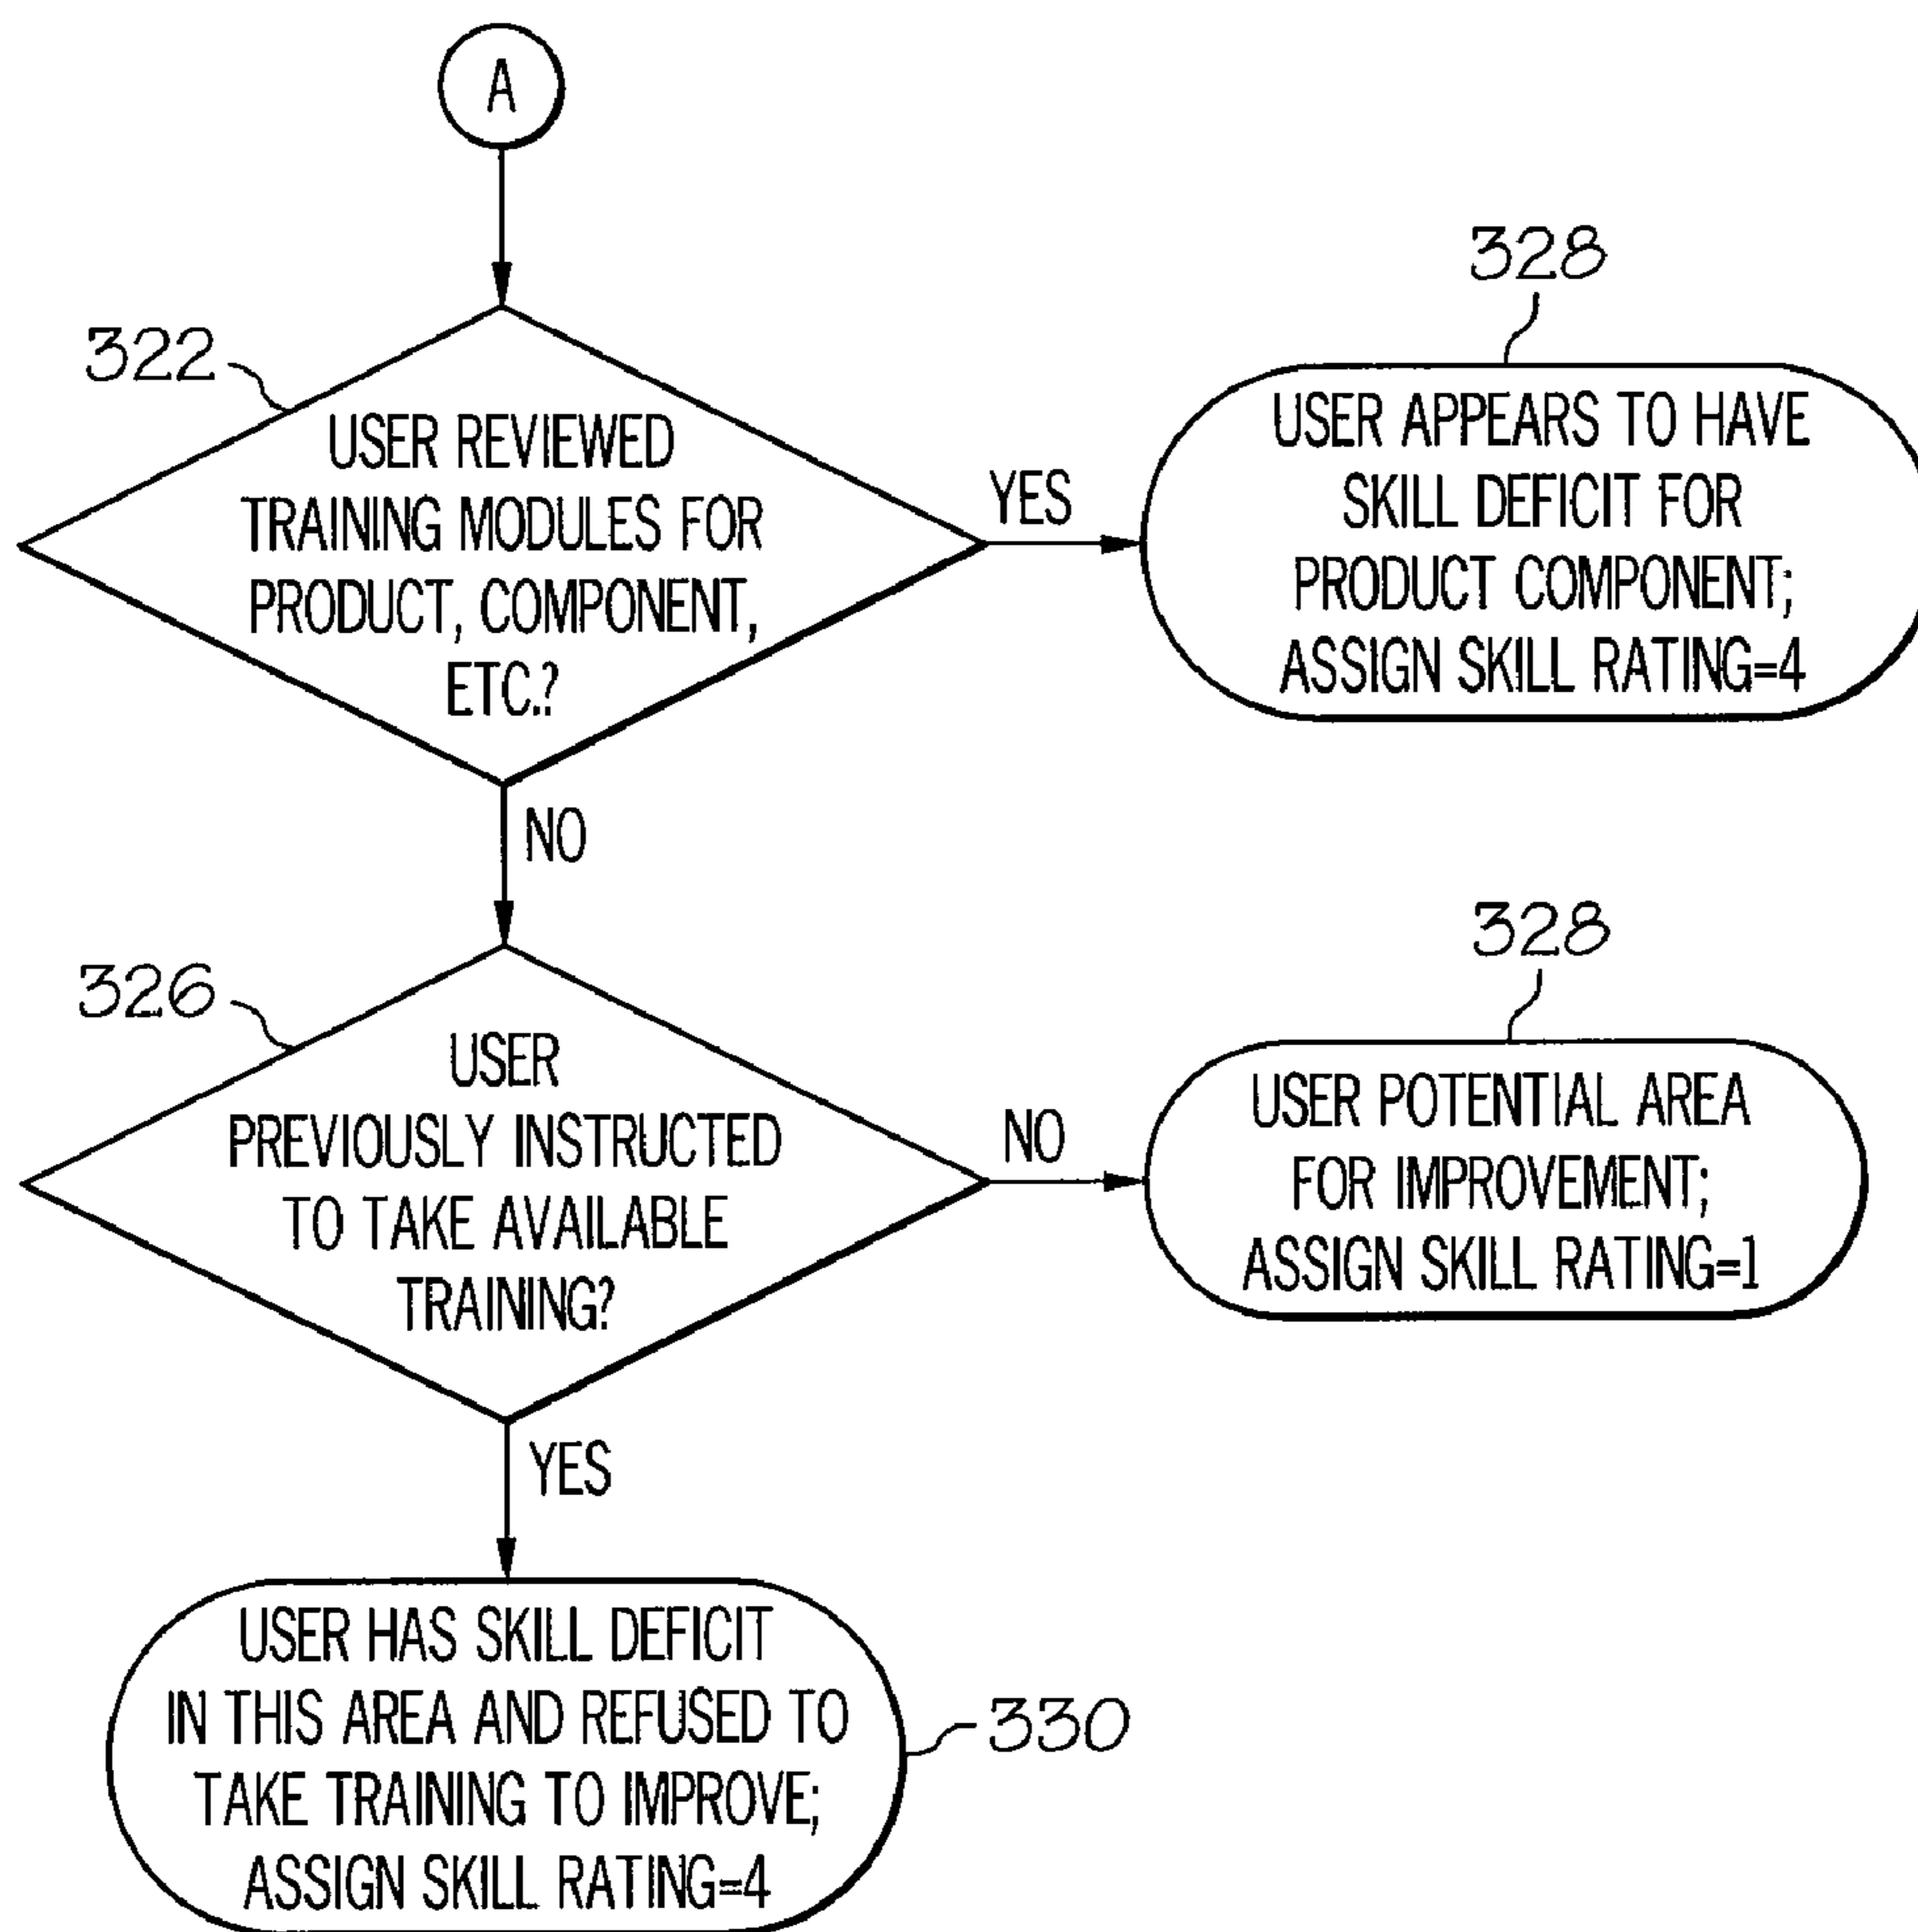 A
322
USER REVIEWED
TRAINING MODULES FOR
PRODUCT, COMPONENT,
ETC.?
YES
328
USER APPEARS TO HAVE
SKILL DEFICIT FOR
PRODUCT COMPONENT;
ASSIGN SKILL RATING=4
NO
326
USER
PREVIOUSLY INSTRUCTED
TO TAKE AVAILABLE
TRAINING?
NO
328
USER POTENTIAL AREA
FOR IMPROVEMENT;
ASSIGN SKILL RATING=1
YES
USER HAS SKILL DEFICIT
IN THIS AREA AND REFUSED TO
TAKE TRAINING TO IMPROVE;
ASSIGN SKILL RATING=4
330